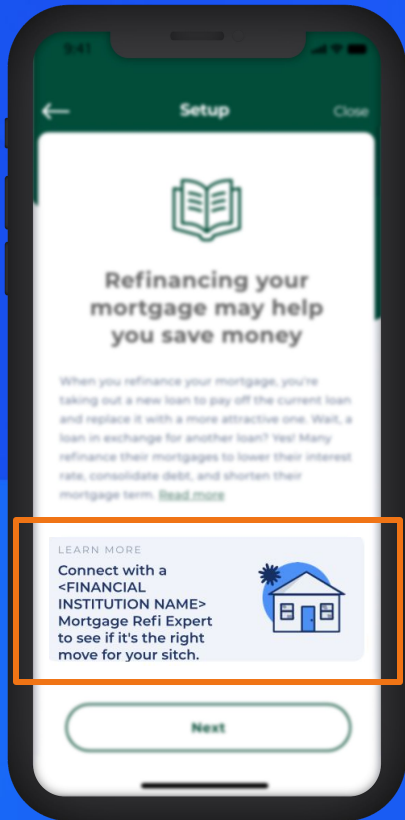 9:41
Setup
Close
Refinancing your
mortgage may help
you save money
When you refinance your mortgage, you're
taking out a new loan to pay off the current loan
and replace it with a more attractive one. Wait, a
loan in exchange for another loan? Yes! Many
refinance their mortgages to lower their interest
rate, consolidate debt, and shorten their
mortgage term. Read more
LEARN MORE
Connect with a
<FINANCIAL
INSTITUTION NAME>
Mortgage Refi Expert
to see if it's the right
move for your sitch.
Next